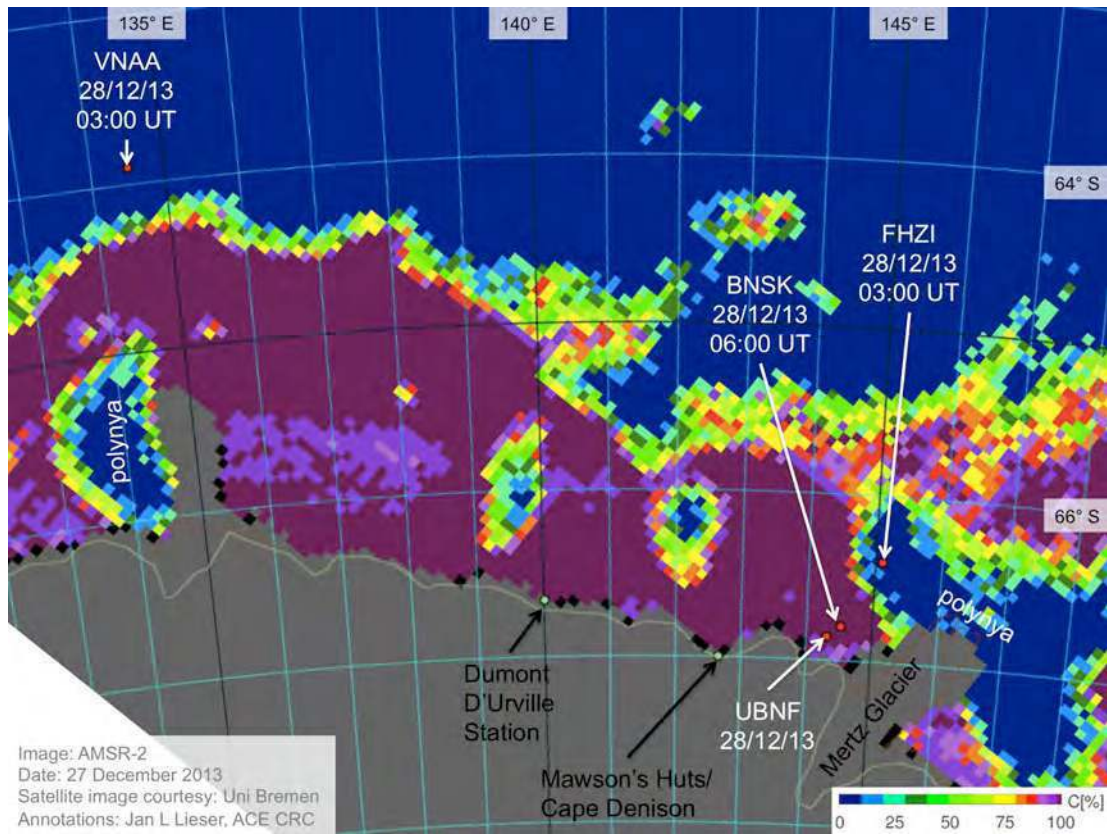 135° E
140° E
145° E
VNAA
28/12/13
03:00 UT
64° S
FHZI
28/12/13
03:00 UT
BNSK
28/12/13
06:00 UT
polynya
66° S
polynya
Dumont
D'Urville
Station
UBNF
28/12/13
Mertz Glacier
Mawson's Huts/
Cape Denison
Image: AMSR-2
Date: 27 December 2013
Satellite image courtesy: Uni Bremen
Annotations: Jan L Lieser, ACE CRC
C[%]
0 25 50 75 100